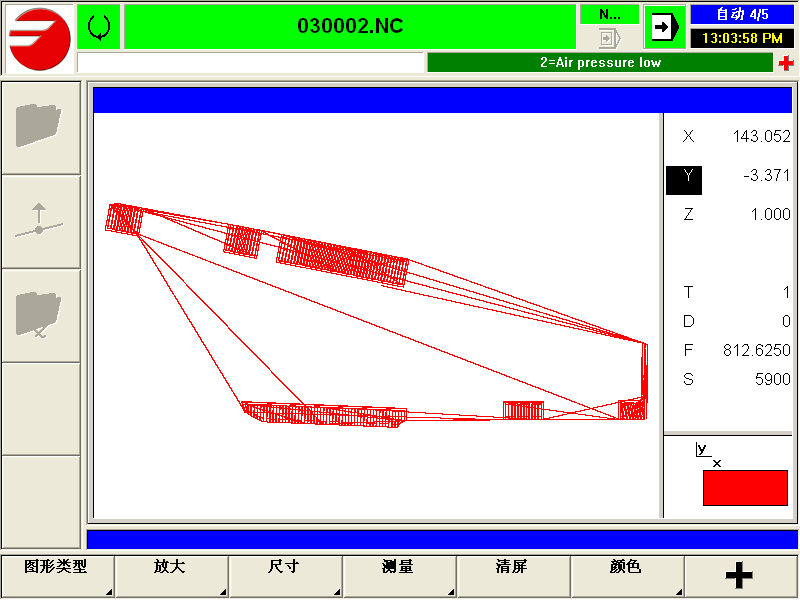 030002.NC
N...
自动 4/5
13:03:58 PM
2=Air pressure low
X 143.052
Y -3.371
Z 1.000
T 1
D 0
F 812.6250
S 5900
y
x
图形类型 放大 尺寸 测量 清屏 颜色